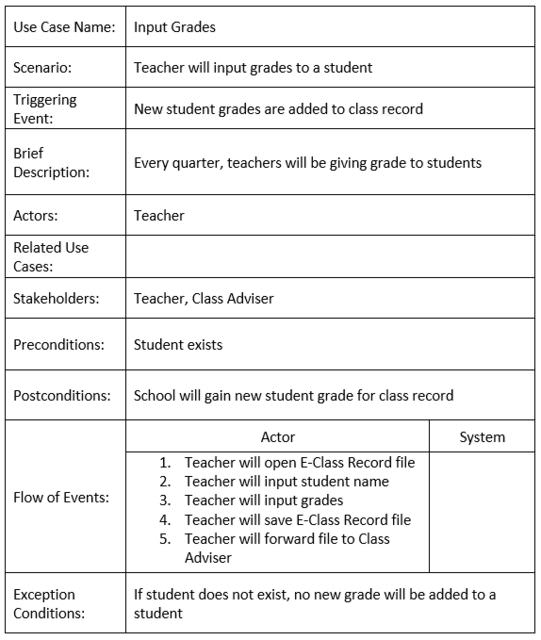 Use Case Name: Input Grades
Scenario: Teacher will input grades to a student
Triggering
Event:
New student grades are added to class record
Brief
Description:
Every quarter, teachers will be giving grade to students
Actors: Teacher
Related Use
Cases:
Stakeholders: Teacher, Class Adviser
Preconditions: Student exists
Postconditions: School will gain new student grade for class record
Flow of Events:
Actor System
1. Teacher will open E-Class Record file
2. Teacher will input student name
3. Teacher will input grades
4. Teacher will save E-Class Record file
5. Teacher will forward file to Class
Adviser
Exception
Conditions:
If student does not exist, no new grade will be added to a
student